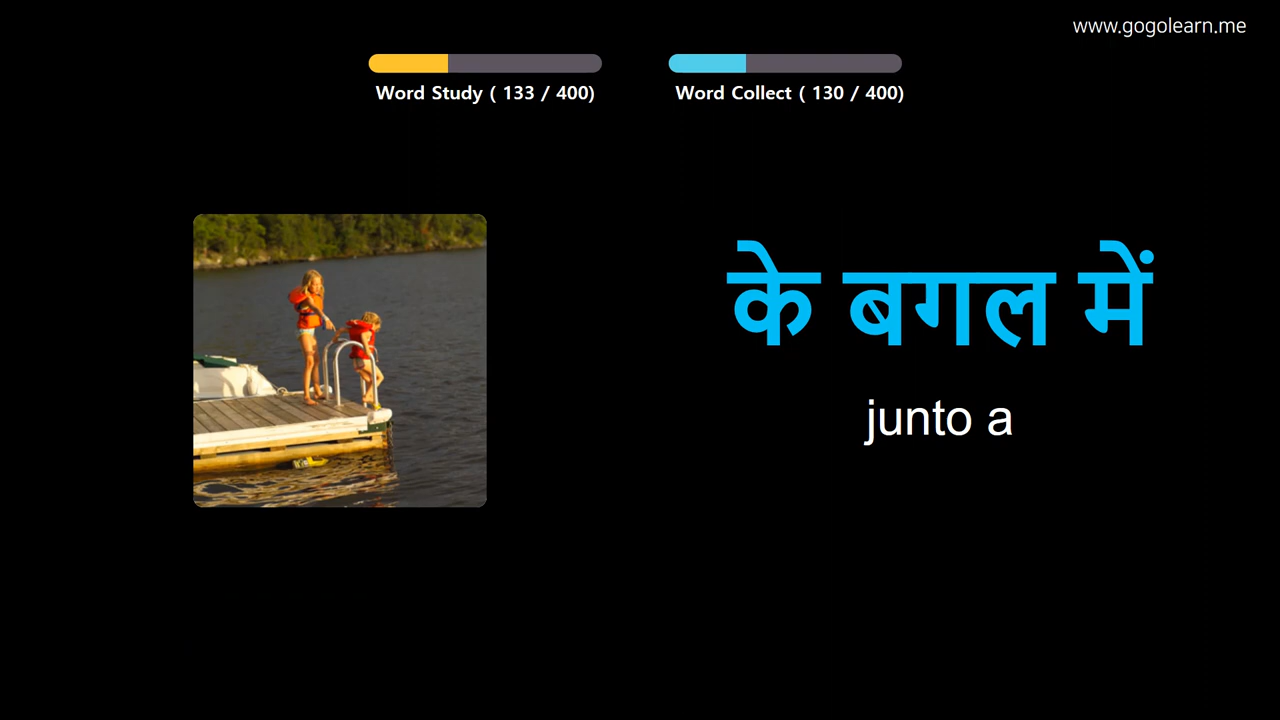 www.gogolearn.me
Word Study ( 133 / 400)
Word Collect ( 130 / 400)
के बगल में
junto a